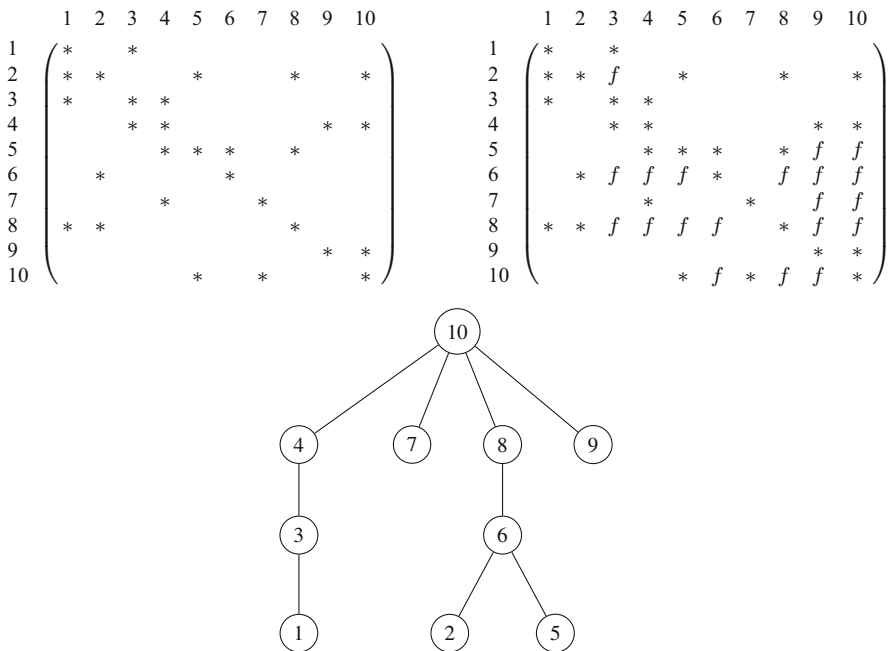 1 2 3 4 5 6 7 8 9 10 1 2 3 4 5 6 7 8 9 10
1 * * 1 * *
2 * * * * * 2 * * f * * *
3 * * * 3 * * *
4 * * * * 4 * * * *
5 * * * * 5 * * * * f f
6 * * 6 * f f f * f f f
7 * * 7 * * f f
8 * * * 8 * * f f f f * f f
9 * * 9 * *
10 * * * 10 * f * f f *
10
4 7 8 9
3 6
1 2 5